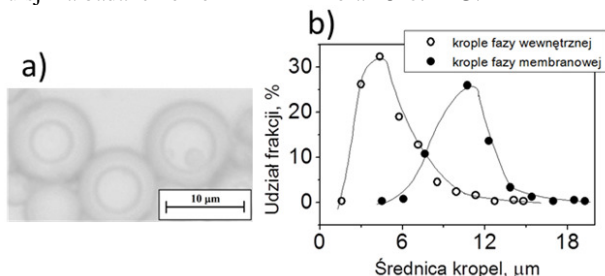 a)
10 μm
b)
krople fazy wewnętrznej
krople fazy membranowej
Udział frakcji, %
30
20
10
0
0 6 12 18
Średnica kropel, μm